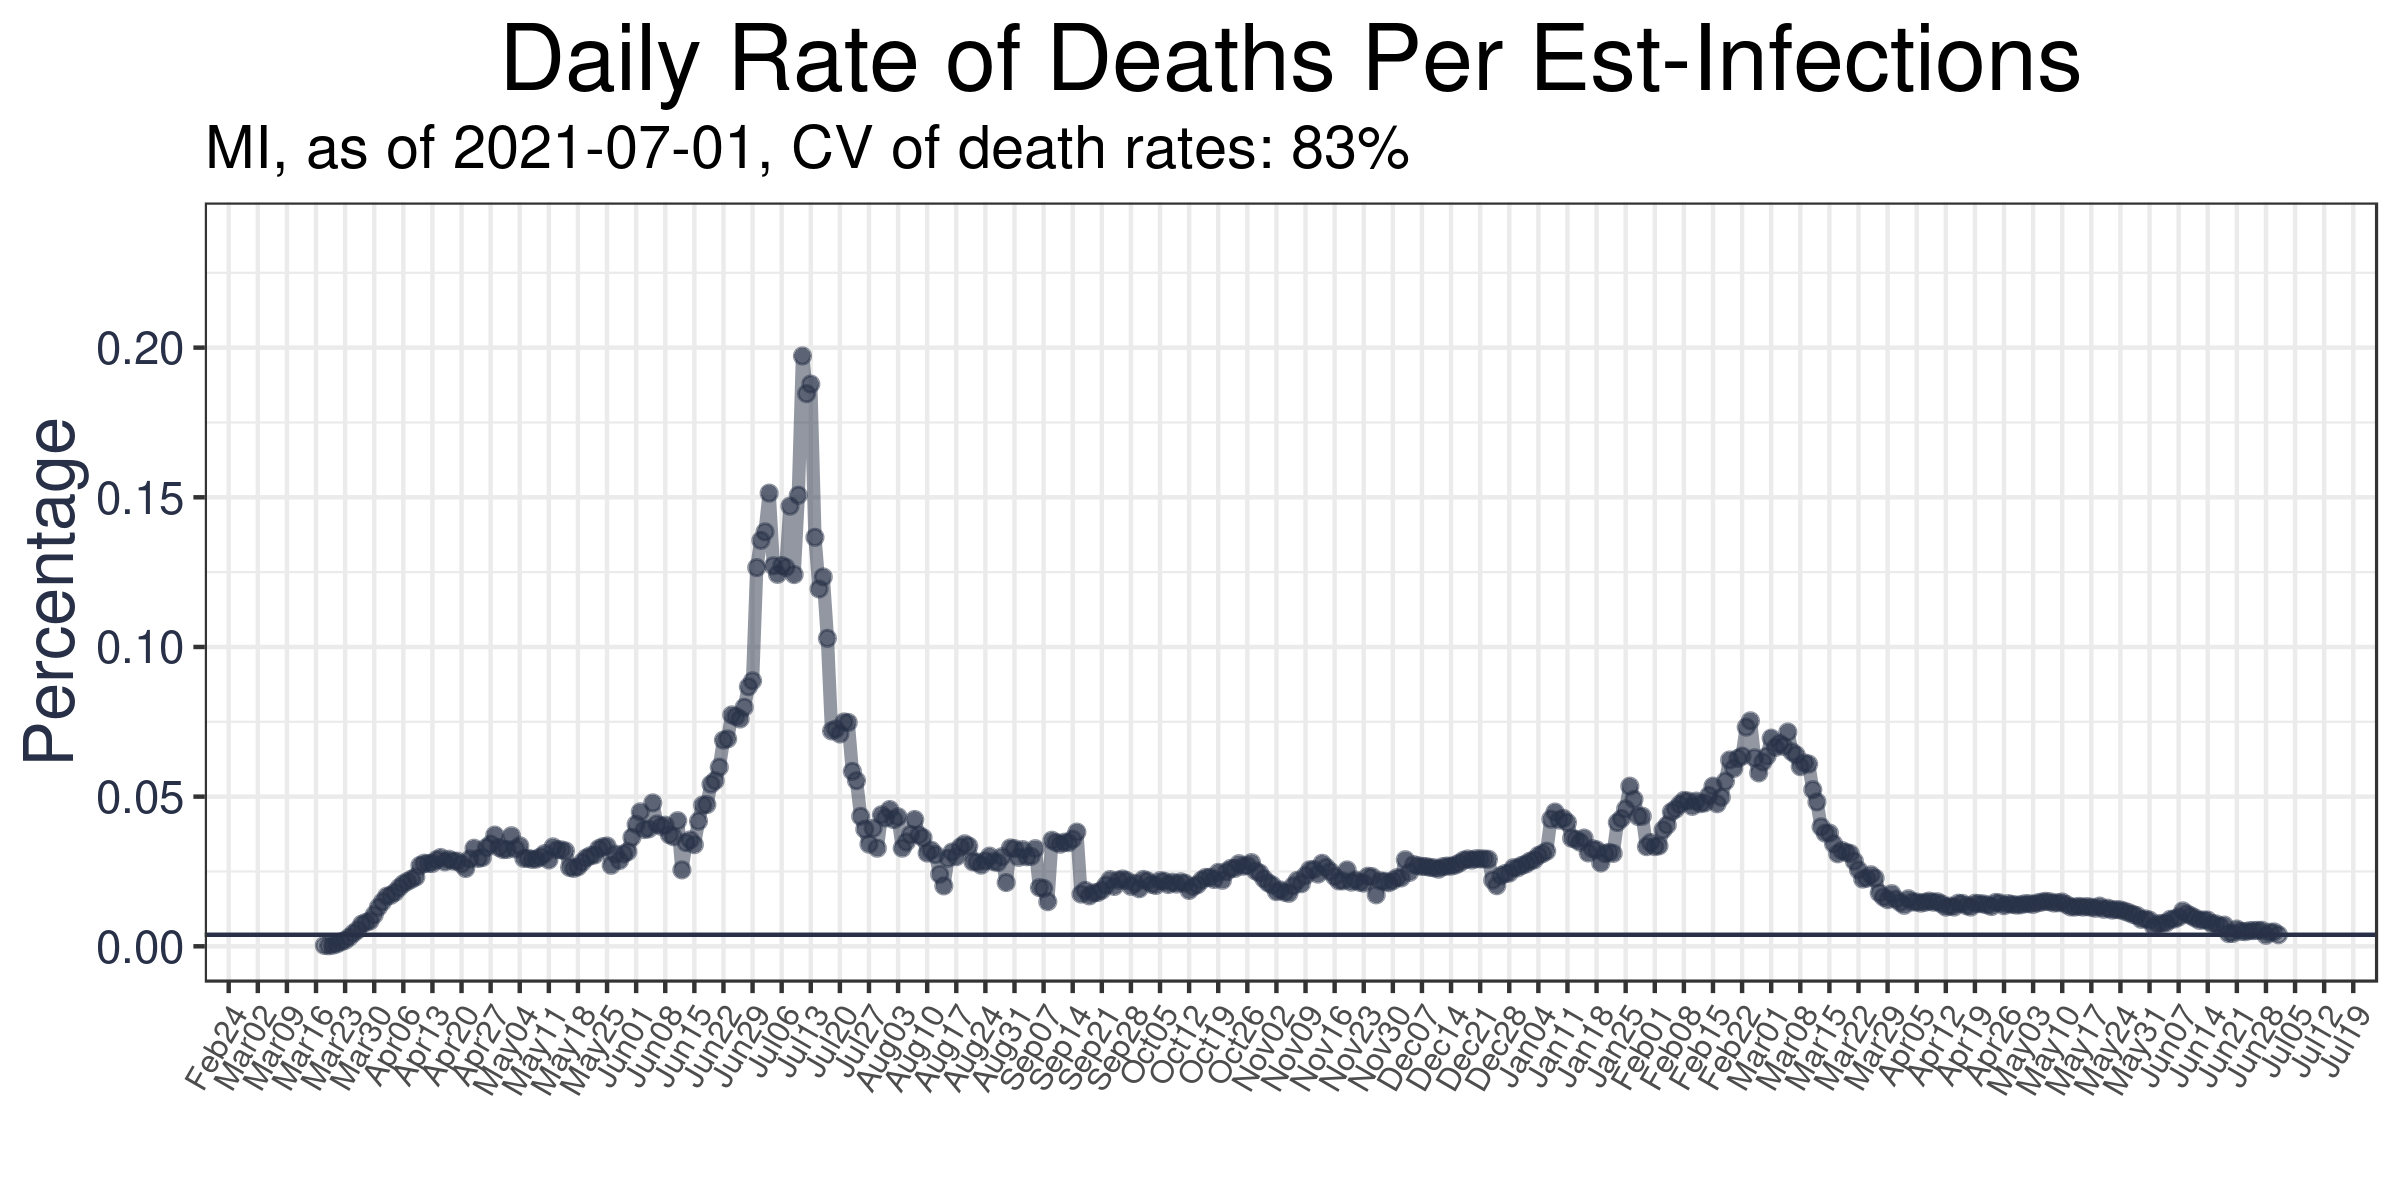 Daily Rate of Deaths Per Est-Infections
MI, as of 2021-07-01, CV of death rates: 83%
Percentage
0.20
0.15
0.10
0.05
0.00
Feb24
Mar02
Mar09
Mar16
Mar23
Mar30
Apr06
Apr13
Apr20
Apr27
May04
May11
May18
May25
Jun01
Jun08
Jun15
Jun22
Jun29
Jul06
Jul13
Jul20
Jul27
Aug03
Aug10
Aug17
Aug24
Aug31
Sep07
Sep14
Sep21
Sep28
Oct05
Oct12
Oct19
Oct26
Nov02
Nov09
Nov16
Nov23
Nov30
Dec07
Dec14
Dec21
Dec28
Jan04
Jan11
Jan18
Jan25
Feb01
Feb08
Feb15
Feb22
Mar01
Mar08
Mar15
Mar22
Mar29
Apr05
Apr12
Apr19
Apr26
May03
May10
May17
May24
May31
Jun07
Jun14
Jun21
Jun28
Jul05
Jul12
Jul19